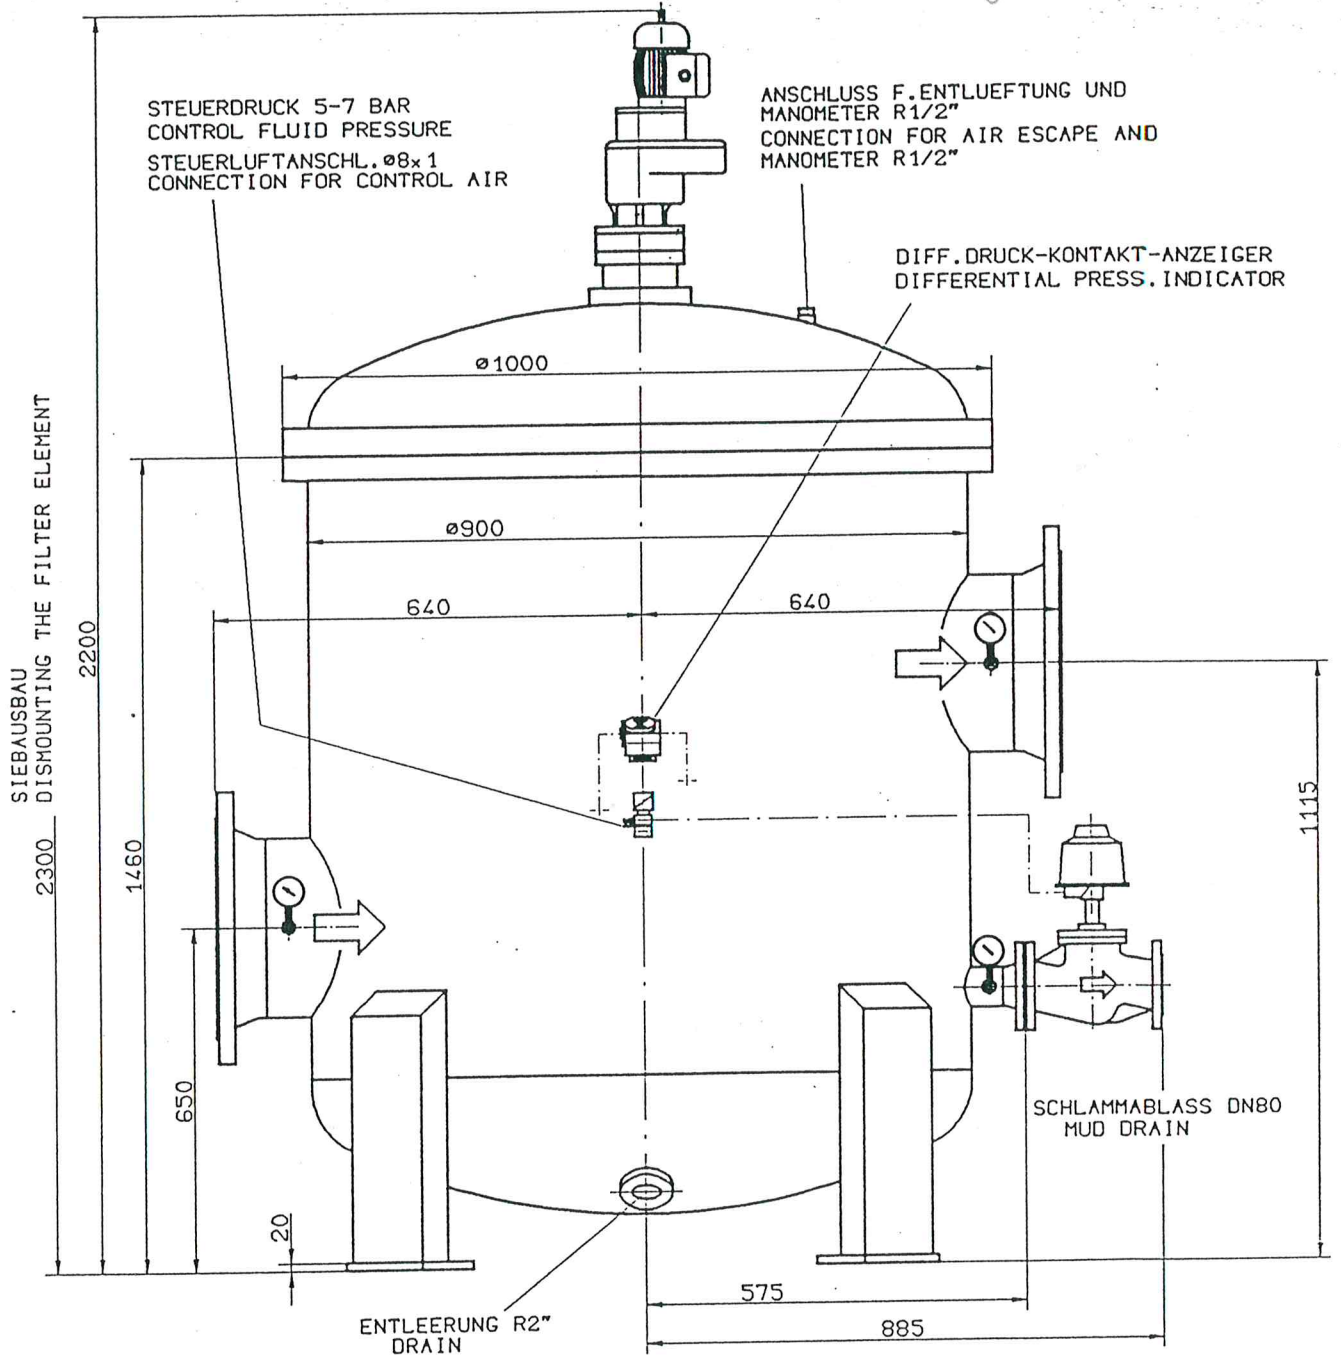 STEUERDRUCK 5-7 BAR
CONTROL FLUID PRESSURE
STEUERLUFTANSCHL.ø8x1
CONNECTION FOR CONTROL AIR
ANSCHLUSS F.ENTLUEFTUNG UND
MANOMETER R1/2"
CONNECTION FOR AIR ESCAPE AND
MANOMETER R1/2"
DIFF.DRUCK-KONTAKT-ANZEIGER
DIFFERENTIAL PRESS.INDICATOR
ø1000
ø900
640
640
SIEBAUSBAU
2300 DISMOUNTING THE FILTER ELEMENT
2200
1460
650
20
1115
SCHLAMMABLASS DN80
MUD DRAIN
575
885
ENTLEERUNG R2"
DRAIN